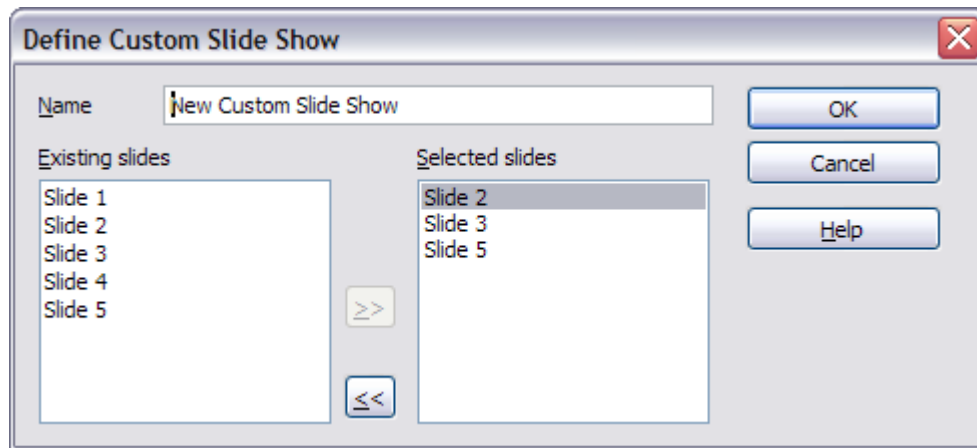 Define Custom Slide Show
Name
New Custom Slide Show
OK
Existing slides
Selected slides
Cancel
Slide 1
Slide 2
Slide 3
Slide 4
Slide 5
Slide 2
Slide 3
Slide 5
Help
>>
<<